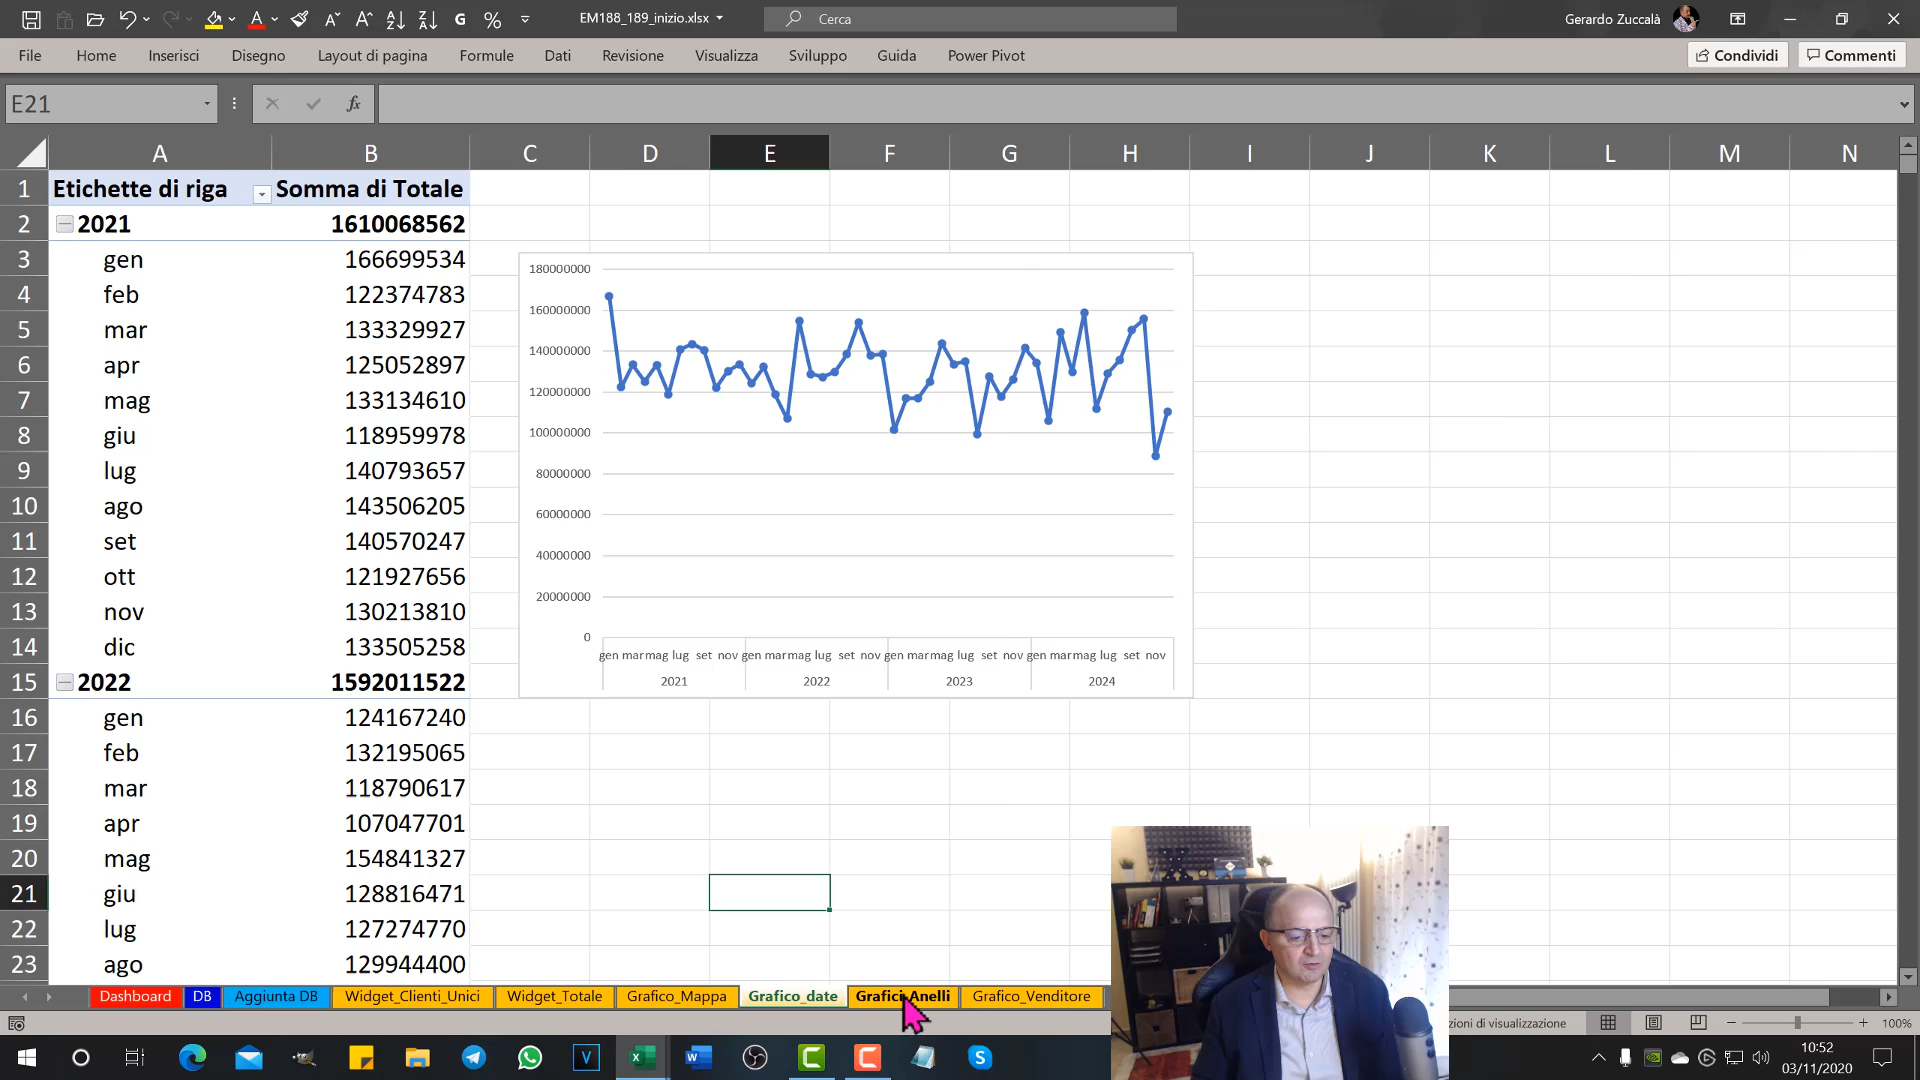 EM188_189_inizio.xlsx
Cerca
Gerardo Zuccalà
File Home Inserisci Disegno Layout di pagina Formule Dati Revisione Visualizza Sviluppo Guida Power Pivot Condividi Commenti
E21 fx
A B C D E F G H I J K L M N
1 Etichette di riga Somma di Totale
2 2021 1610068562
3 gen 166699534
4 feb 122374783
5 mar 133329927
6 apr 125052897
7 mag 133134610
8 giu 118959978
9 lug 140793657
10 ago 143506205
11 set 140570247
12 ott 121927656
13 nov 130213810
14 dic 133505258
15 2022 1592011522
16 gen 124167240
17 feb 132195065
18 mar 118790617
19 apr 107047701
20 mag 154841327
21 giu 128816471
22 lug 127274770
23 ago 129944400
180000000
160000000
140000000
120000000
100000000
80000000
60000000
40000000
20000000
0
gen mar mag lug set nov gen mar mag lug set nov gen mar mag lug set nov gen mar mag lug set nov
2021 2022 2023 2024
Dashboard DB Aggiunta DB Widget_Clienti_Unici Widget_Totale Grafico_Mappa Grafico_date Grafici_Anelli Grafico_Venditore
zioni di visualizzazione 100%
10:52
03/11/2020